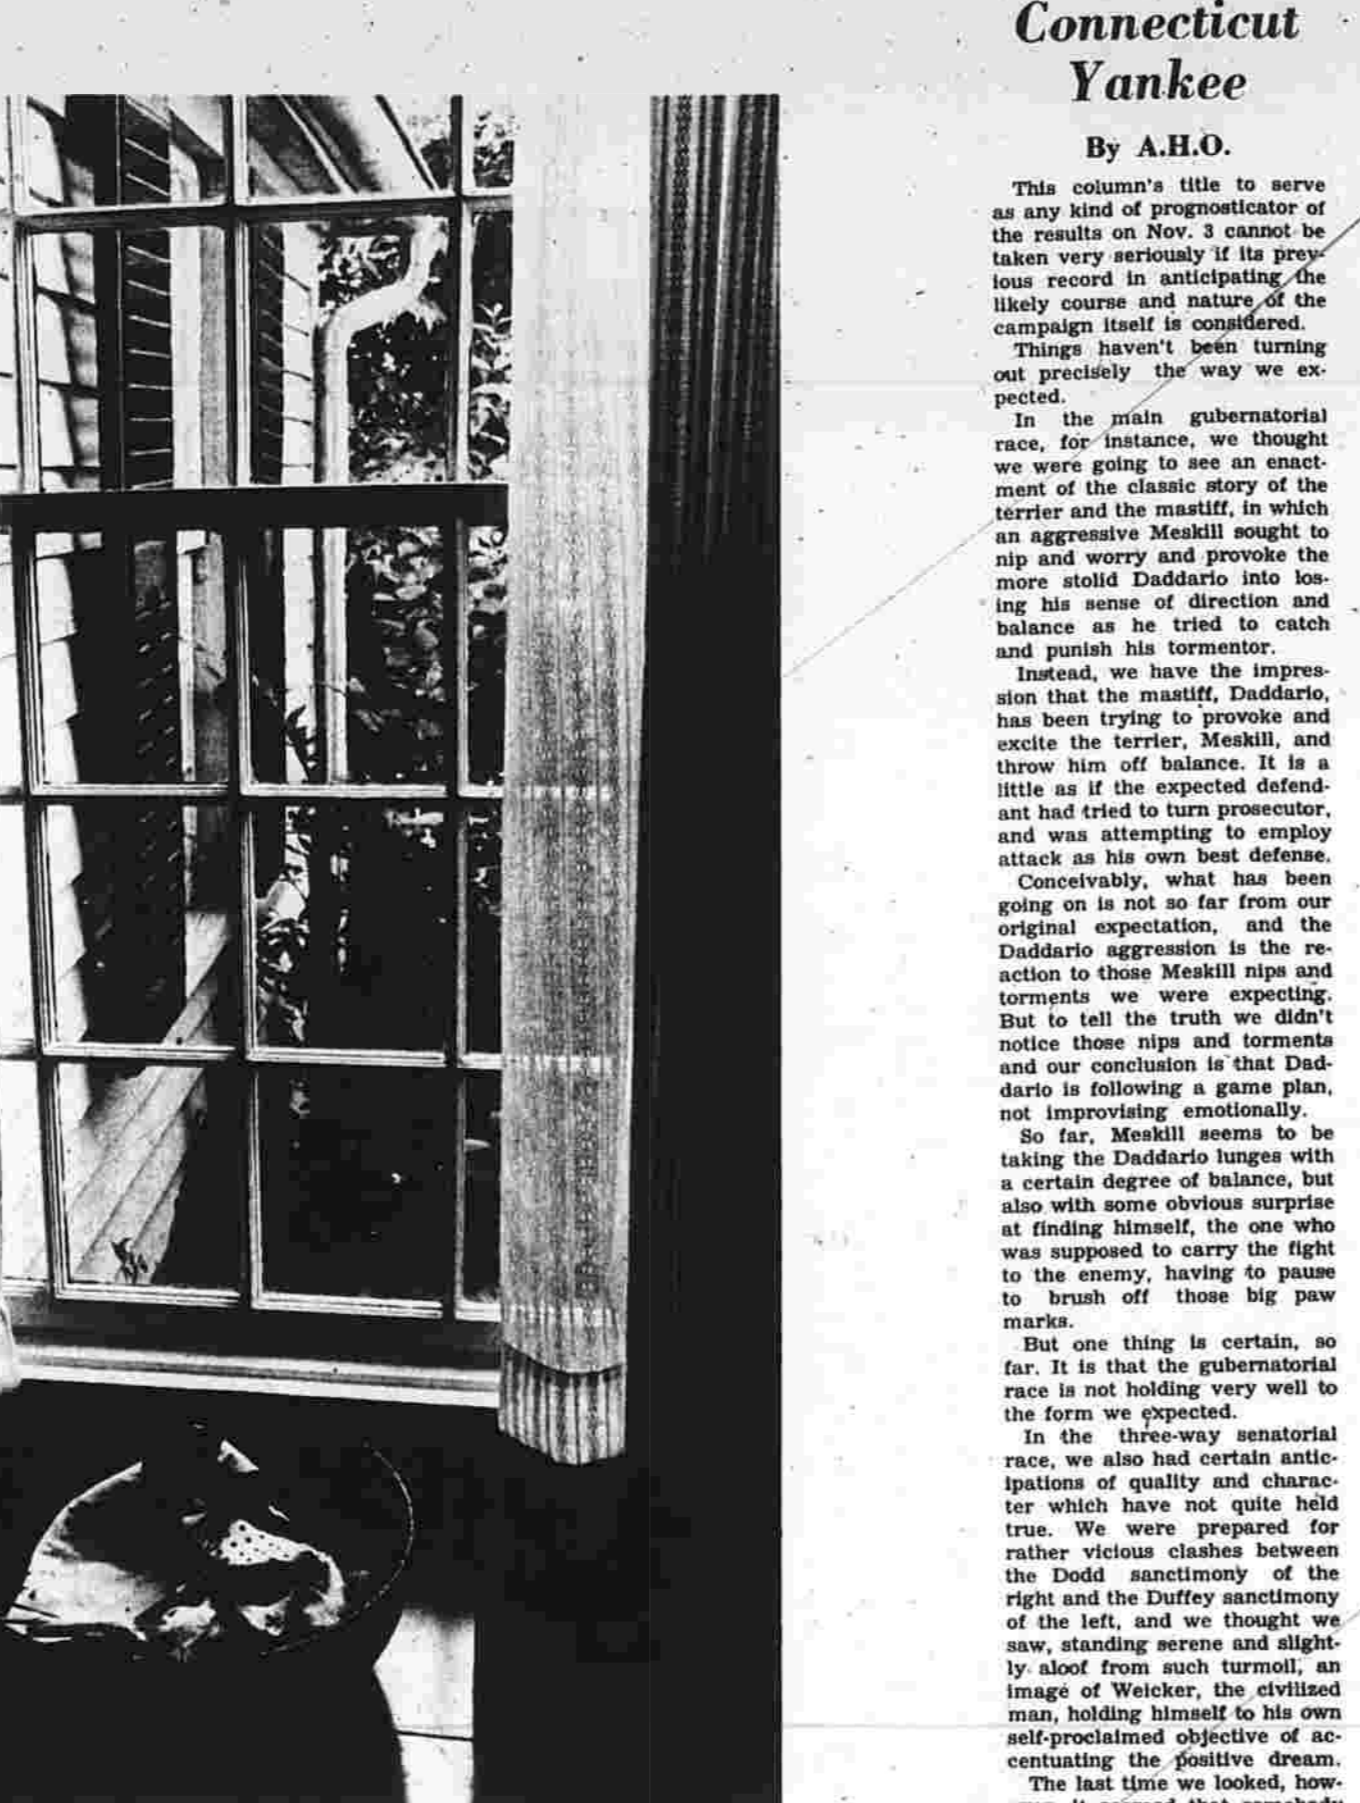 Connecticut
Yankee
By A.H.O.
This column's title to serve
as any kind of prognosticator of
the results on Nov. 3 cannot be
taken very seriously if its prev-
ious record in anticipating the
likely course and nature of the
campaign itself is considered.
Things haven't been turning
out precisely the way we ex-
pected.
In the main gubernatorial
race, for instance, we thought
we were going to see an enact-
ment of the classic story of the
terrier and the mastiff, in which
an aggressive Meskill sought to
nip and worry and provoke the
more stolid Daddario into los-
ing his sense of direction and
balance as he tried to catch
and punish his tormentor.
Instead, we have the impres-
sion that the mastiff, Daddario,
has been trying to provoke and
excite the terrier, Meskill, and
throw him off balance. It is a
little as if the expected defend-
ant had tried to turn prosecutor,
and was attempting to employ
attack as his own best defense.
Conceivably, what has been
going on is not so far from our
original expectation, and the
Daddario aggression is the re-
action to those Meskill nips and
torments we were expecting.
But to tell the truth we didn't
notice those nips and torments
and our conclusion is that Dad-
dario is following a game plan,
not improvising emotionally.
So far, Meskill seems to be
taking the Daddario lunges with
a certain degree of balance, but
also with some obvious surprise
at finding himself, the one who
was supposed to carry the fight
to the enemy, having to pause
to brush off those big paw
marks.
But one thing is certain, so
far. It is that the gubernatorial
race is not holding very well to
the form we expected.
In the three-way senatorial
race, we also had certain antic-
ipations of quality and charac-
ter which have not quite held
true. We were prepared for
rather vicious clashes between
the Dodd sanctimony of the
right and the Duffey sanctimony
of the left, and we thought we
saw, standing serene and slight-
ly aloof from such turmoil, an
image of Weicker, the civilized
man, holding himself to his own
self-proclaimed objective of ac-
centuating the positive dream.
The last time we looked, how-